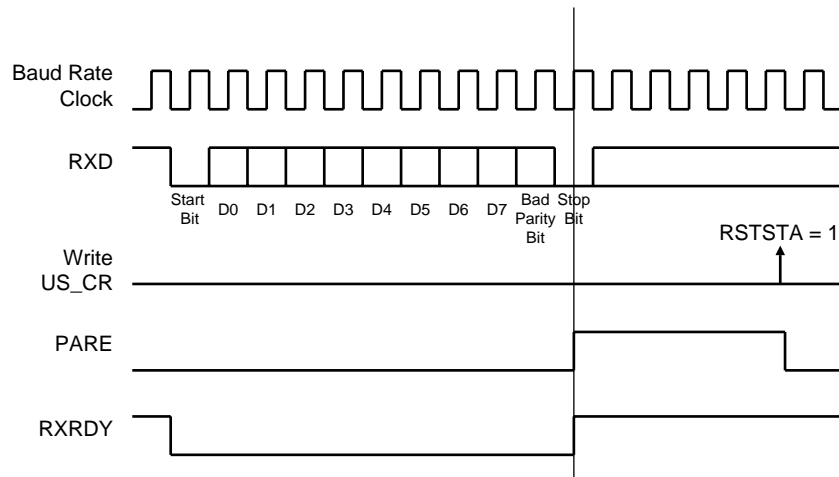 Baud Rate
Clock
RXD
Start
Bit
D0
D1
D2
D3
D4
D5
D6
D7
Bad
Parity
Bit
Stop
Bit
RSTSTA = 1
Write
US_CR
PARE
RXRDY